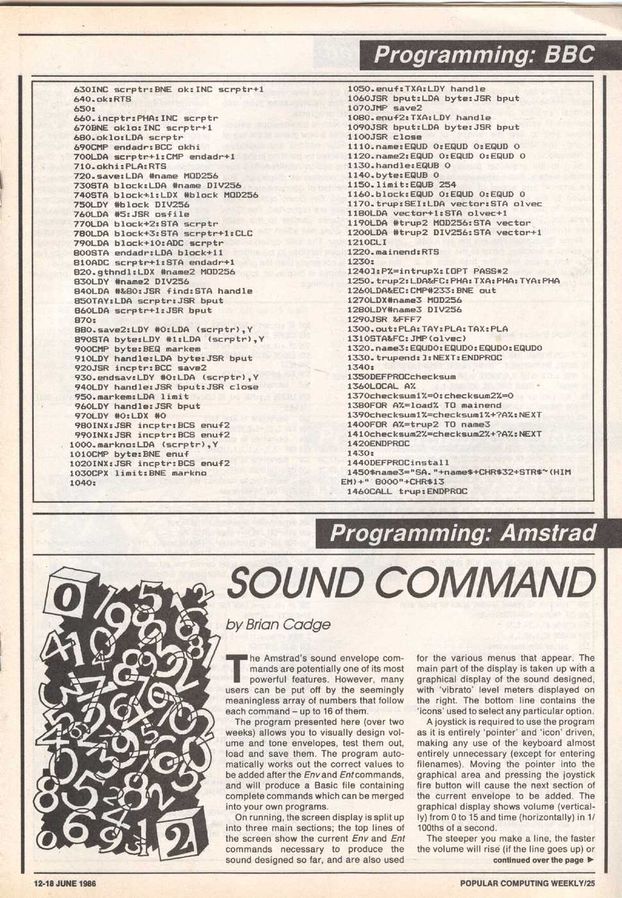 Programming: BBC
630INC scrptr:BNE ok:INC scrptr+1
640.ok:RTS
650:
660.incptr:PHA:INC scrptr
670BNE oklo:INC scrptr+1
680.oklo:LDA scrptr
690CMP endadr:BCC okhi
700LDA scrptr+1:CMP endadr+1
710.okhi:PLA:RTS
720.save:LDA #name MOD256
730STA block:LDA #name DIV256
740STA block+1:LDX #block MOD256
750LDY #block DIV256
760LDA #5:JSR osfile
770LDA block+2:STA scrptr
780LDA block+3:STA scrptr+1:CLC
790LDA block+10:ADC scrptr
800STA endadr:LDA block+11
810ADC scrptr+1:STA endadr+1
820.gthndl:LDX #name2 MOD256
830LDY #name2 DIV256
840LDA #&80:JSR find:STA handle
850TAY:LDA scrptr:JSR bput
860LDA scrptr+1:JSR bput
870:
880.save2:LDY #0:LDA (scrptr),Y
890STA byte:LDY #1:LDA (scrptr),Y
900CMP byte:BEQ markem
910LDY handle:LDA byte:JSR bput
920JSR incptr:BCC save2
930.endsav:LDY #0:LDA (scrptr),Y
940LDY handle:JSR bput:JSR close
950.markem:LDA limit
960LDY handle:JSR bput
970LDY #0:LDX #0
980INX:JSR incptr:BCS enuf2
990INX:JSR incptr:BCS enuf2
1000.markno:LDA (scrptr),Y
1010CMP byte:BNE enuf
1020INX:JSR incptr:BCS enuf2
1030CPX limit:BNE markno
1040:
1050.enuf:TXA:LDY handle
1060JSR bput:LDA byte:JSR bput
1070JMP save2
1080.enuf2:TXA:LDY handle
1090JSR bput:LDA byte:JSR bput
1100JSR close
1110.name:EQUD 0:EQUD 0:EQUD 0
1120.name2:EQUD 0:EQUD 0:EQUD 0
1130.handle:EQUB 0
1140.byte:EQUB 0
1150.limit:EQUB 254
1160.block:EQUD 0:EQUD 0:EQUD 0
1170.trup:SEI:LDA vector:STA olvec
1180LDA vector+1:STA olvec+1
1190LDA #trup2 MOD256:STA vector
1200LDA #trup2 DIV256:STA vector+1
1210CLI
1220.mainend:RTS
1230:
1240]:P%=intrup%:[OPT PASS*2
1250.trup2:LDA&FC:PHA:TXA:PHA:TYA:PHA
1260LDA&EC:CMP#233:BNE out
1270LDX#name3 MOD256
1280LDY#name3 DIV256
1290JSR &FFF7
1300.out:PLA:TAY:PLA:TAX:PLA
1310STA&FC:JMP(olvec)
1320.name3:EQUD0:EQUD0:EQUD0:EQUD0
1330.trupend:]:NEXT:ENDPROC
1340:
1350DEFPROCchecksum
1360LOCAL A%
1370checksum1%=0:checksum2%=0
1380FOR A%=load% TO mainend
1390checksum1%=checksum1%+?A%:NEXT
1400FOR A%=trup2 TO name3
1410checksum2%=checksum2%+?A%:NEXT
1420ENDPROC
1430:
1440DEFPROCinstall
1450$name3="SA."+name$+CHR$32+STR$~(HIM
EM)+" 8000"+CHR$13
1460CALL trup:ENDPROC
Programming: Amstrad
SOUND COMMAND
by Brian Cadge
The Amstrad's sound envelope com-
mands are potentially one of its most
powerful features. However, many
users can be put off by the seemingly
meaningless array of numbers that follow
each command – up to 16 of them.
The program presented here (over two
weeks) allows you to visually design vol-
ume and tone envelopes, test them out,
load and save them. The program auto-
matically works out the correct values to
be added after the Env and Ent commands,
and will produce a Basic file containing
complete commands which can be merged
into your own programs.
On running, the screen display is split up
into three main sections; the top lines of
the screen show the current Env and Ent
commands necessary to produce the
sound designed so far, and are also used
for the various menus that appear. The
main part of the display is taken up with a
graphical display of the sound designed,
with 'vibrato' level meters displayed on
the right. The bottom line contains the
'icons' used to select any particular option.
A joystick is required to use the program
as it is entirely 'pointer' and 'icon' driven,
making any use of the keyboard almost
entirely unnecessary (except for entering
filenames). Moving the pointer into the
graphical area and pressing the joystick
fire button will cause the next section of
the current envelope to be added. The
graphical display shows volume (vertical-
ly) from 0 to 15 and time (horizontally) in 1/
100ths of a second.
The steeper you make a line, the faster
the volume will rise (if the line goes up) or
continued over the page ▶
12-18 JUNE 1986
POPULAR COMPUTING WEEKLY/25